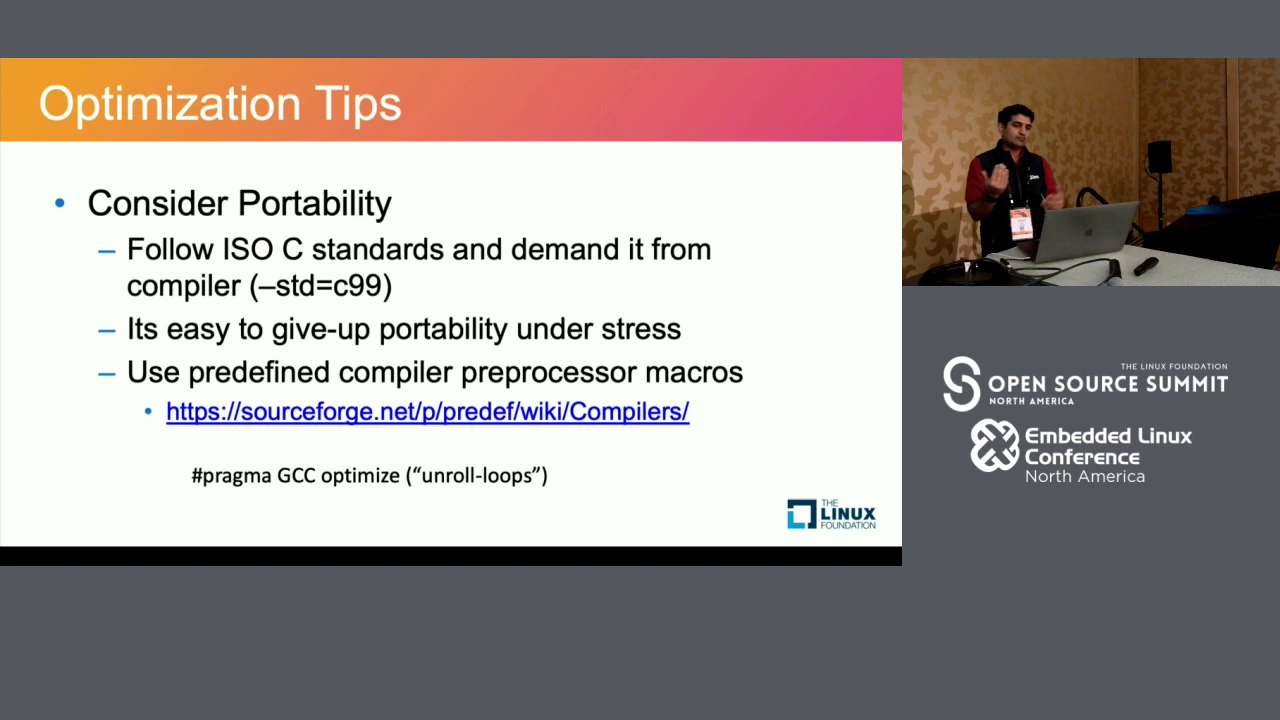 Optimization Tips
• Consider Portability
– Follow ISO C standards and demand it from
compiler (–std=c99)
– Its easy to give-up portability under stress
– Use predefined compiler preprocessor macros
• https://sourceforge.net/p/predef/wiki/Compilers/
#pragma GCC optimize (“unroll-loops”)
THE
LINUX
FOUNDATION
THE LINUX FOUNDATION
OPEN SOURCE SUMMIT
NORTH AMERICA
Embedded Linux
Conference
North America